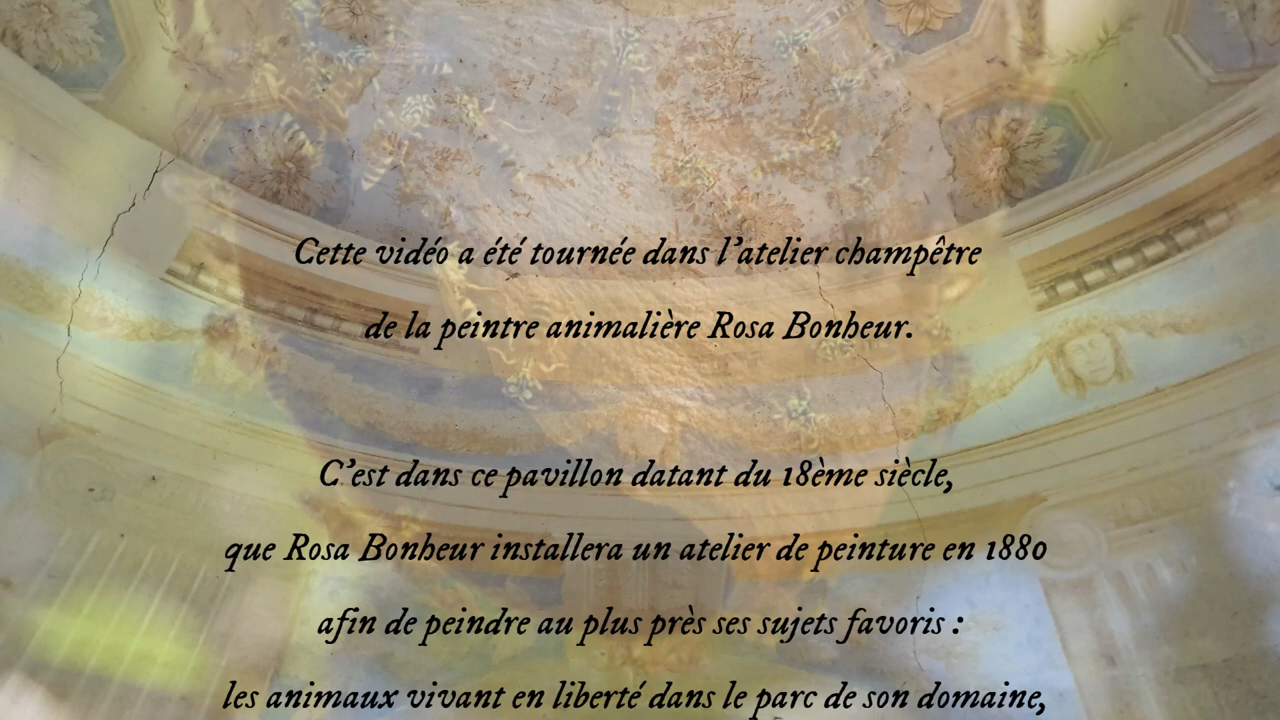 Cette vidéo a été tournée dans l’atelier champêtre
de la peintre animalière Rosa Bonheur.
C’est dans ce pavillon datant du 18ème siècle,
que Rosa Bonheur installera un atelier de peinture en 1880
afin de peindre au plus près ses sujets favoris :
les animaux vivant en liberté dans le parc de son domaine,